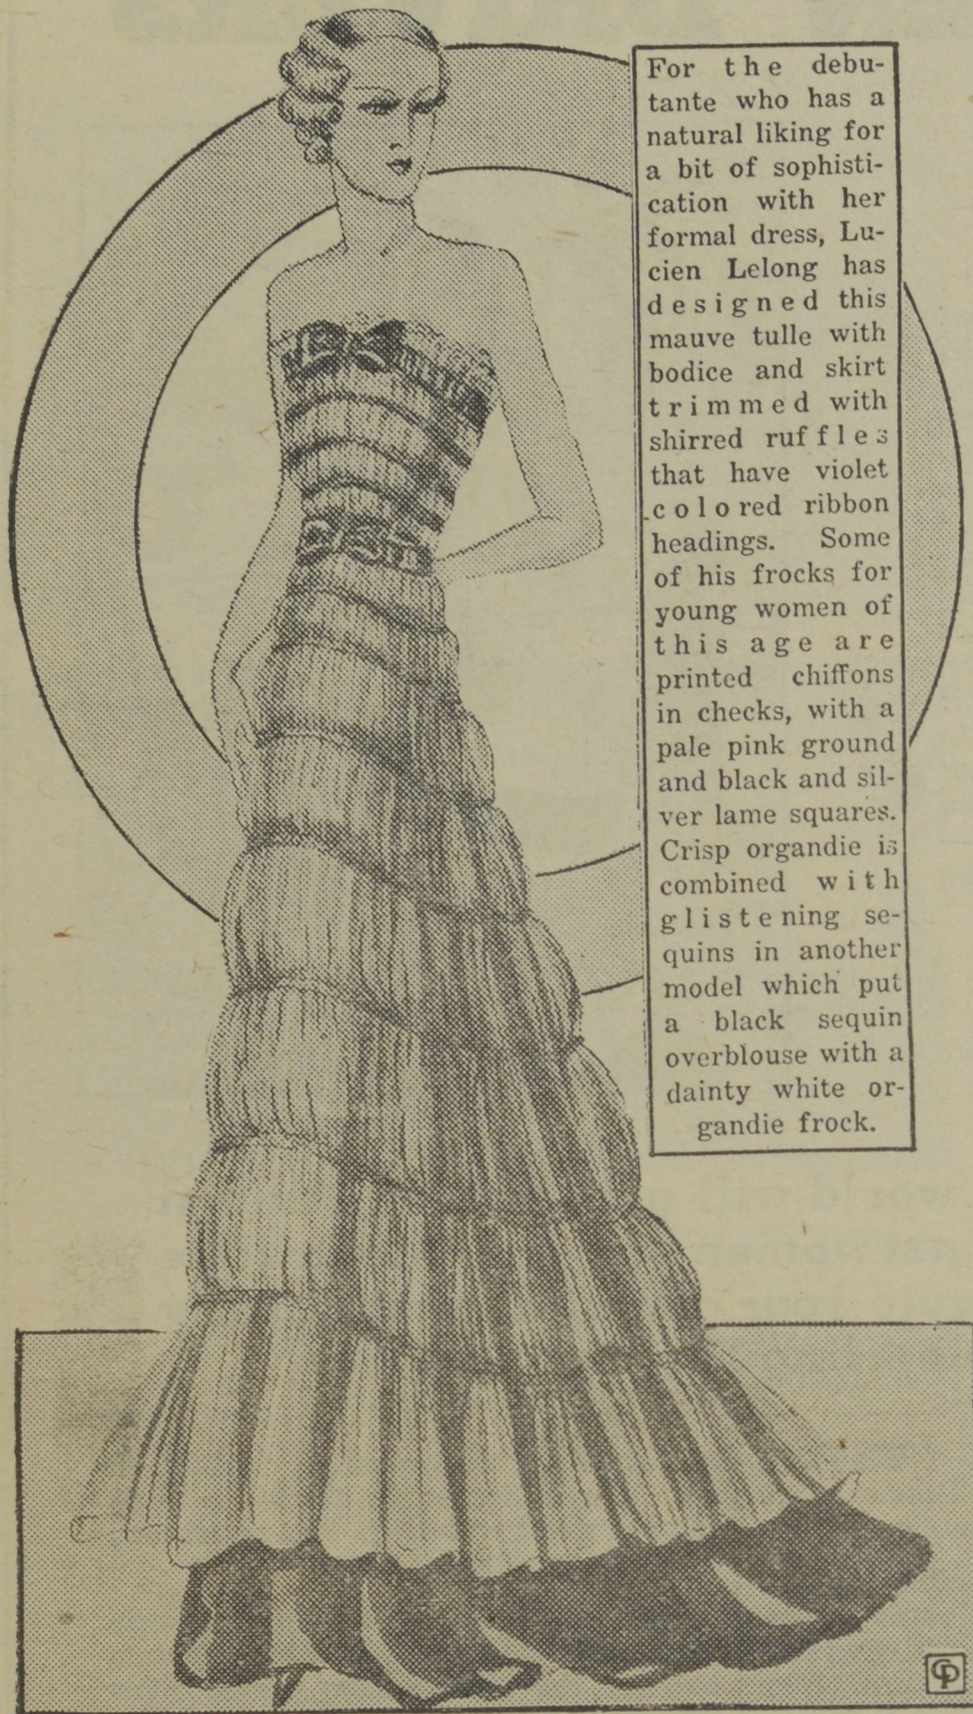 For the debu-
tante who has a
natural liking for
a bit of sophisti-
cation with her
formal dress, Lu-
cien Lelong has
designed this
mauve tulle with
bodice and skirt
trimmed with
shirred ruffles
that have violet
colored ribbon
headings. Some
of his frocks for
young women of
this age are
printed chiffons
in checks, with a
pale pink ground
and black and sil-
ver lame squares.
Crisp organdie is
combined with
glistening se-
quins in another
model which put
a black sequin
overblouse with a
dainty white or-
gandie frock.
CP